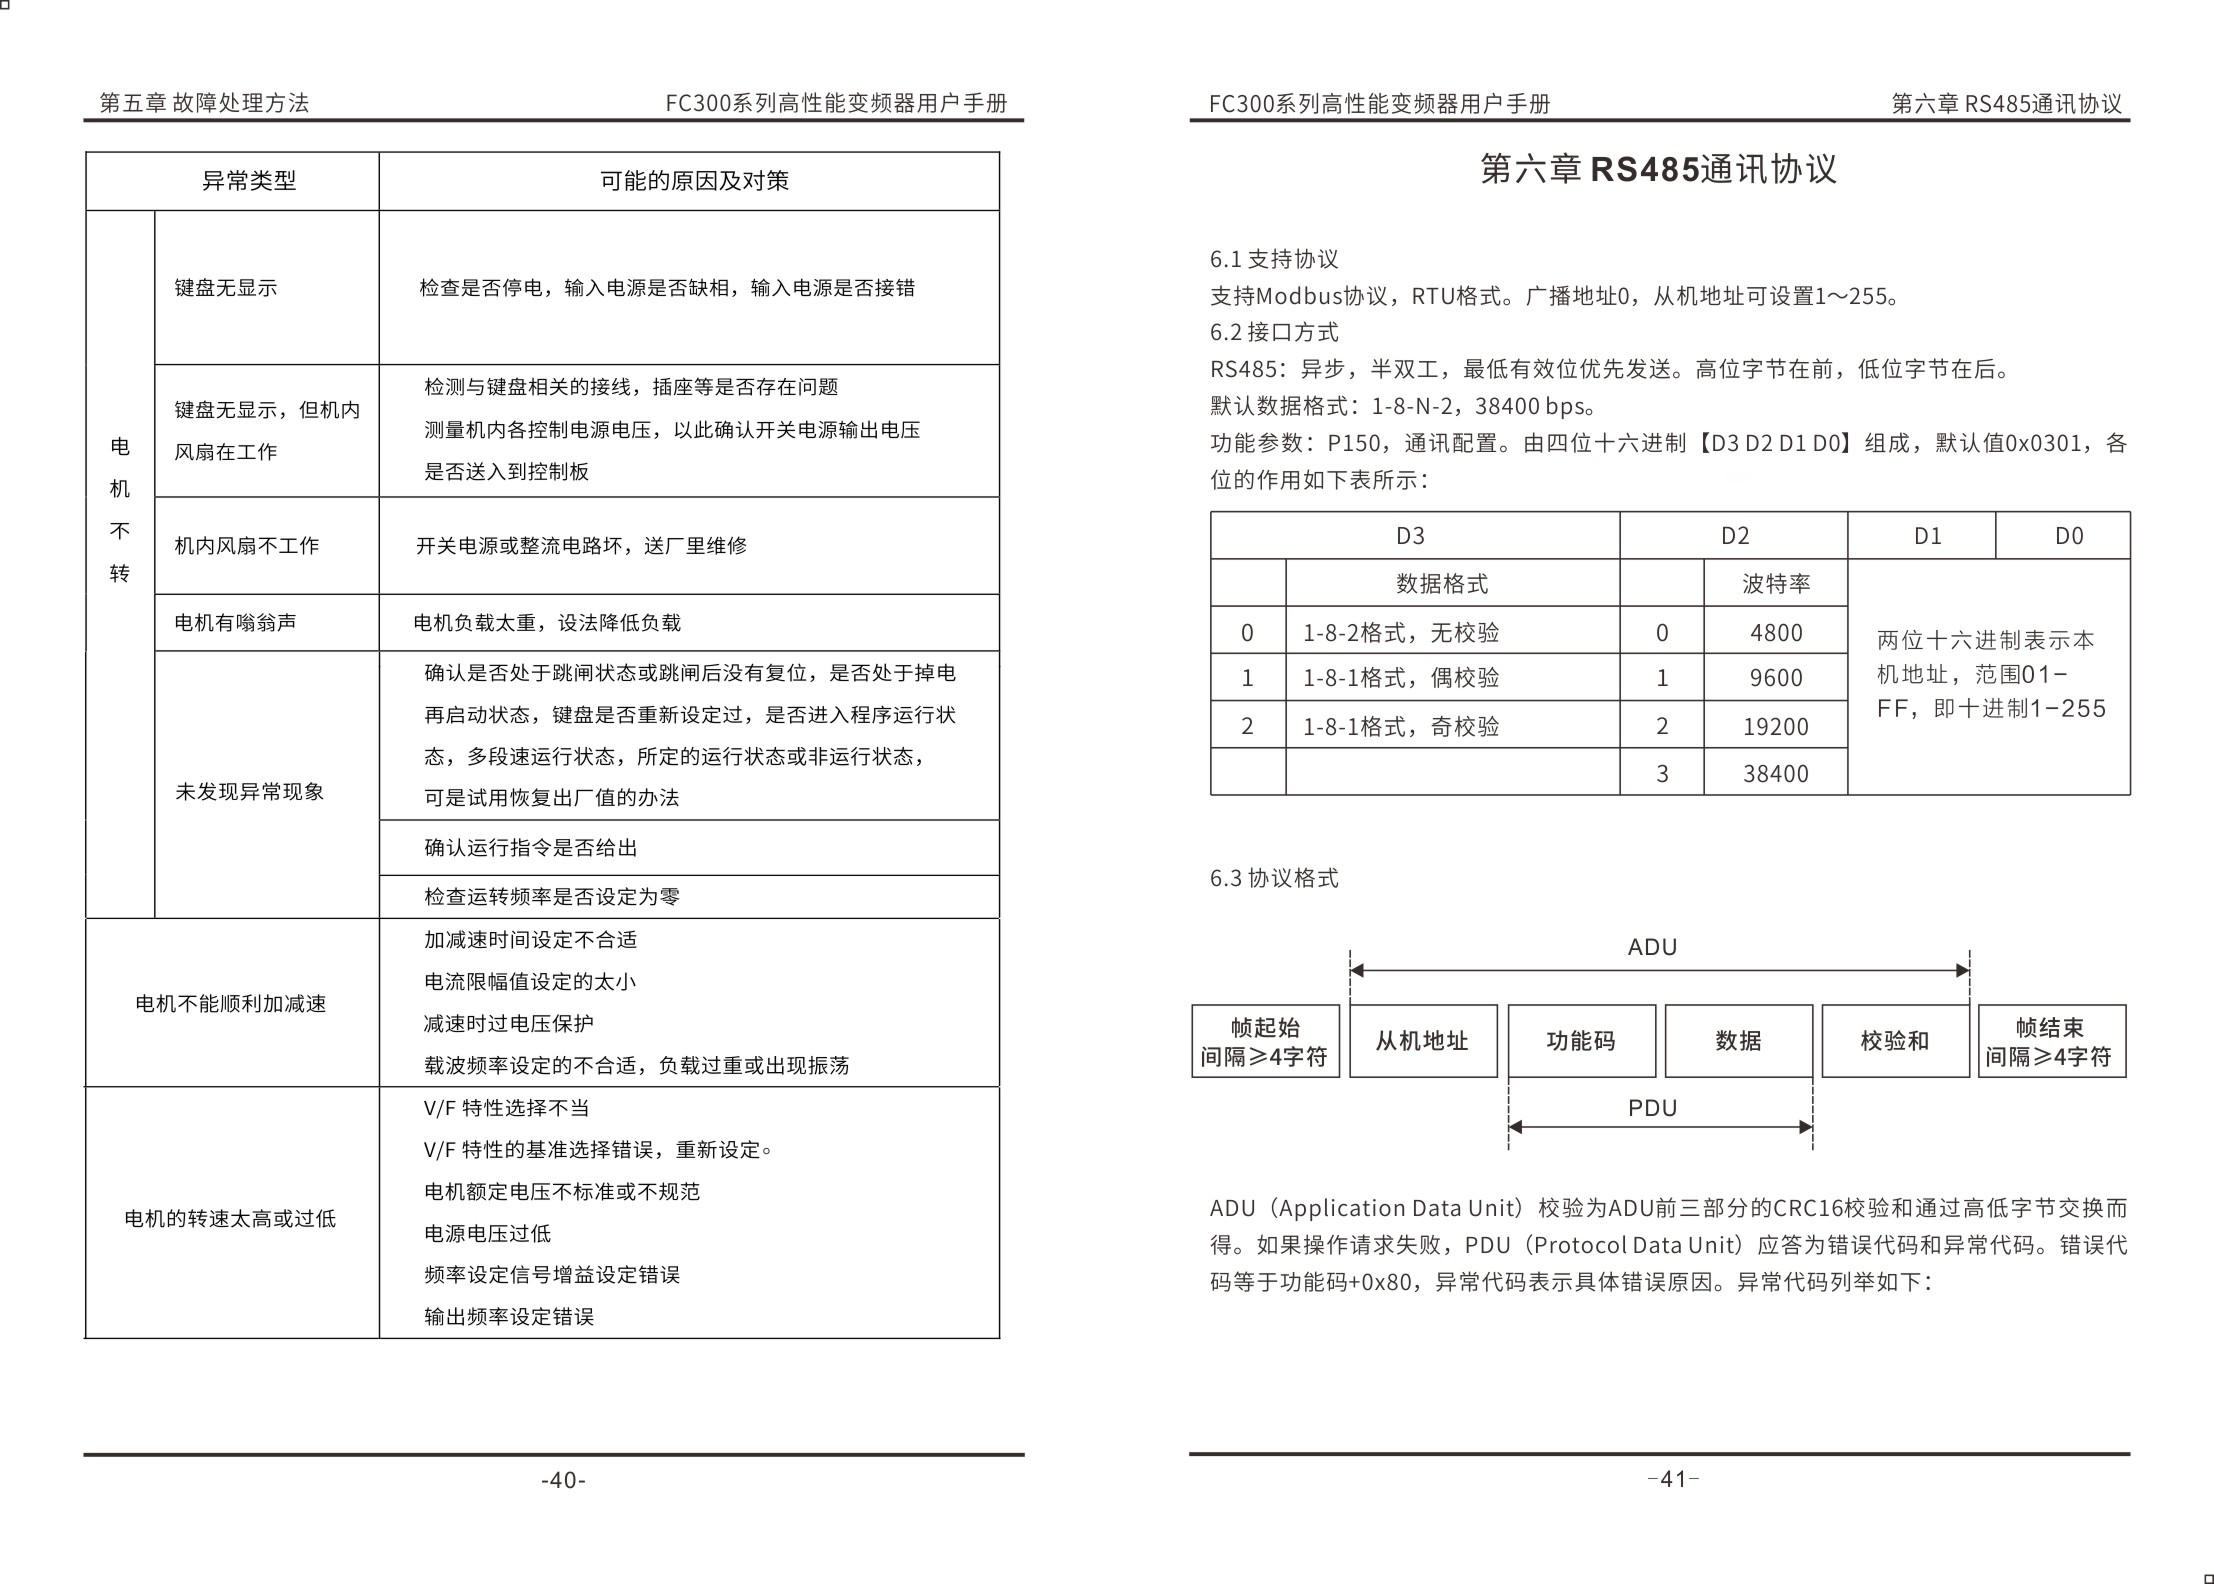 第五章 故障处理方法
FC300系列高性能变频器用户手册
异常类型
可能的原因及对策
电
机
不
转
键盘无显示
检查是否停电，输入电源是否缺相，输入电源是否接错
键盘无显示，但机内
风扇在工作
检测与键盘相关的接线，插座等是否存在问题
测量机内各控制电源电压，以此确认开关电源输出电压
是否送入到控制板
机内风扇不工作
开关电源或整流电路坏，送厂里维修
电机有嗡翁声
电机负载太重，设法降低负载
未发现异常现象
确认是否处于跳闸状态或跳闸后没有复位，是否处于掉电
再启动状态，键盘是否重新设定过，是否进入程序运行状
态，多段速运行状态，所定的运行状态或非运行状态，
可是试用恢复出厂值的办法
确认运行指令是否给出
检查运转频率是否设定为零
电机不能顺利加减速
加减速时间设定不合适
电流限幅值设定的太小
减速时过电压保护
载波频率设定的不合适，负载过重或出现振荡
电机的转速太高或过低
V/F 特性选择不当
V/F 特性的基准选择错误，重新设定。
电机额定电压不标准或不规范
电源电压过低
频率设定信号增益设定错误
输出频率设定错误
-40-
FC300系列高性能变频器用户手册
第六章 RS485通讯协议
第六章 RS485通讯协议
6.1 支持协议
支持Modbus协议，RTU格式。广播地址0，从机地址可设置1～255。
6.2 接口方式
RS485：异步，半双工，最低有效位优先发送。高位字节在前，低位字节在后。
默认数据格式：1-8-N-2，38400 bps。
功能参数：P150，通讯配置。由四位十六进制【D3 D2 D1 D0】组成，默认值0x0301，各
位的作用如下表所示：
D3
D2
D1
D0
数据格式
波特率
0
1-8-2格式，无校验
0
4800
1
1-8-1格式，偶校验
1
9600
2
1-8-1格式，奇校验
2
19200
3
38400
两位十六进制表示本
机地址，范围01-
FF，即十进制1-255
6.3 协议格式
ADU
帧起始
间隔≥4字符
从机地址
功能码
数据
校验和
帧结束
间隔≥4字符
PDU
ADU（Application Data Unit）校验为ADU前三部分的CRC16校验和通过高低字节交换而
得。如果操作请求失败，PDU（Protocol Data Unit）应答为错误代码和异常代码。错误代
码等于功能码+0x80，异常代码表示具体错误原因。异常代码列举如下：
-41-